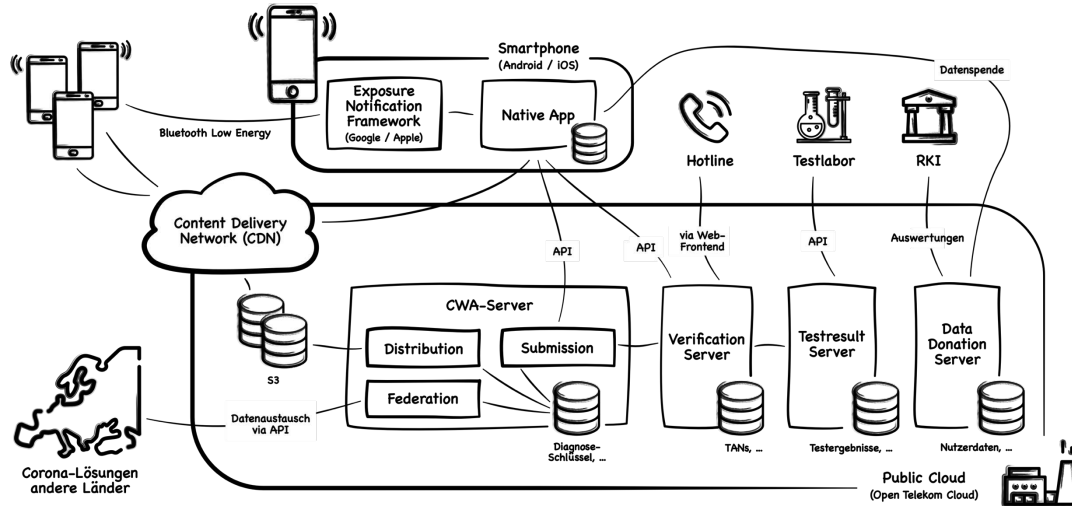 Smartphone
(Android / iOS)
Exposure
Notification
Framework
(Google / Apple)
Native App
Datenspende
Bluetooth Low Energy
Hotline
Testlabor
RKI
Content Delivery
Network (CDN)
API
API
via Web-
Frontend
API
Auswertungen
CWA-Server
Distribution
Submission
Federation
Verification
Server
Testresult
Server
Data
Donation
Server
S3
Datenaustausch
via API
Diagnose-
Schlüssel, ...
TANs, ...
Testergebnisse, ...
Nutzerdaten, ...
Corona-Lösungen
andere Länder
Public Cloud
(Open Telekom Cloud)